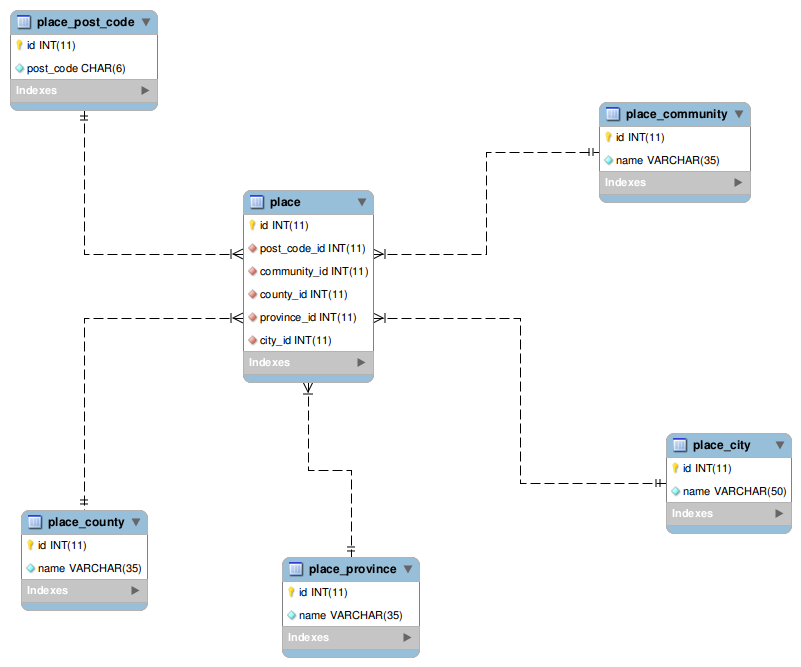 place_post_code
id INT(11)
post_code CHAR(6)
Indexes
place_community
id INT(11)
name VARCHAR(35)
Indexes
place
id INT(11)
post_code_id INT(11)
community_id INT(11)
county_id INT(11)
province_id INT(11)
city_id INT(11)
Indexes
place_city
id INT(11)
name VARCHAR(50)
Indexes
place_county
id INT(11)
name VARCHAR(35)
Indexes
place_province
id INT(11)
name VARCHAR(35)
Indexes